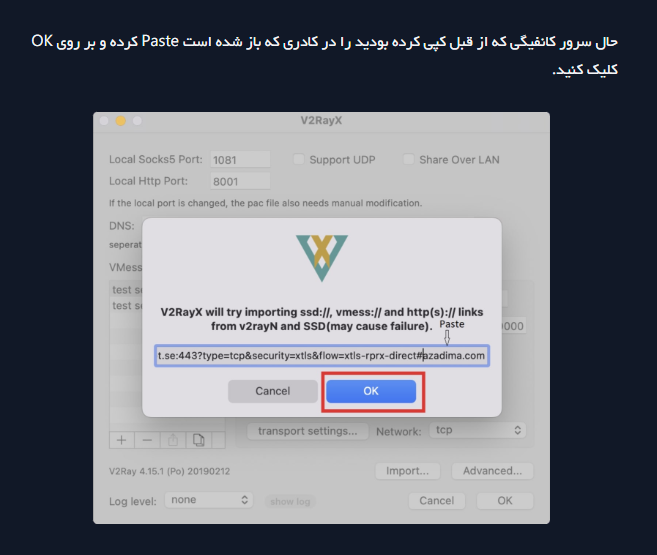 حال سرور کانفیگی که از قبل کپی کرده بودید را در کادری که باز شده است Paste کرده و بر روی OK
کلیک کنید.
V2RayX
Local Socks5 Port: 1081 Support UDP Share Over LAN
Local Http Port: 8001
If the local port is changed, the pac file also needs manual modification.
DNS:
seperat
VMess
test se
test se
V2RayX will try importing ssd://, vmess:// and http(s):// links
from v2rayN and SSD(may cause failure).
Paste
000
t.se:443?type=tcp&security=xtls&flow=xtls-rprx-direct#azadima.com
Cancel OK
transport settings... Network: tcp
V2Ray 4.15.1 (Po) 20190212 Import... Advanced...
Log level: none show log Cancel OK